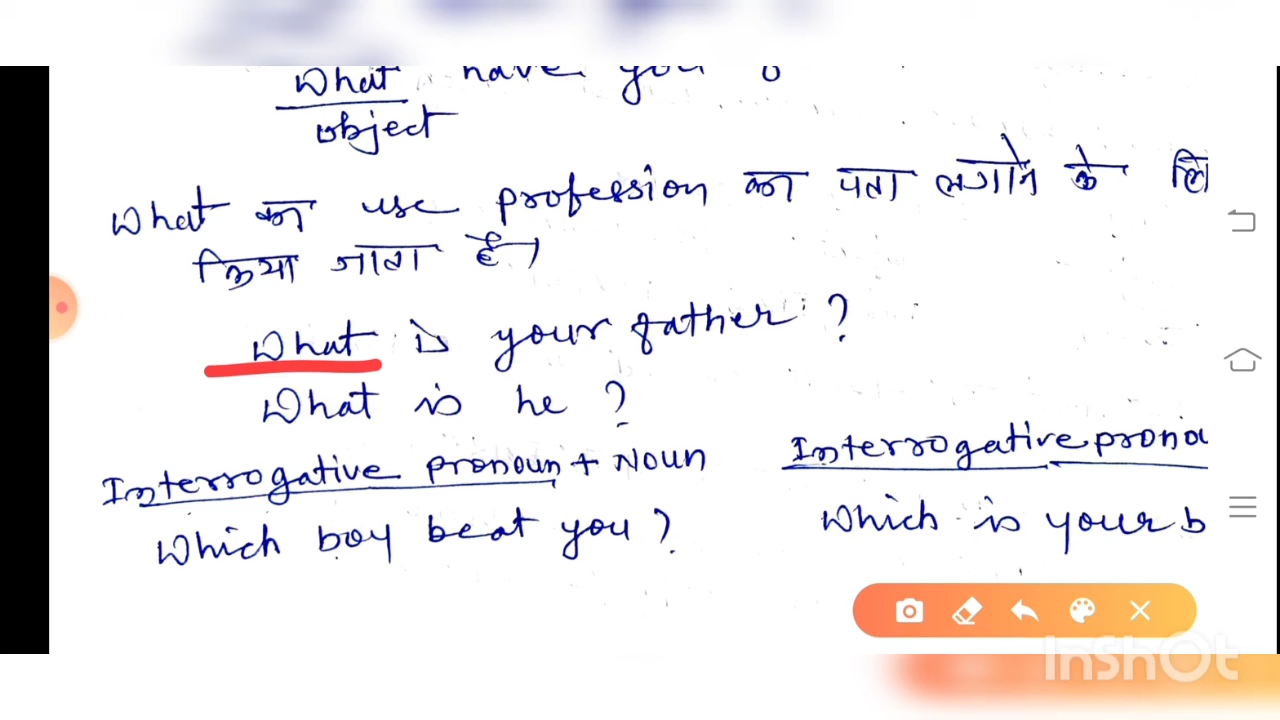 What have you
object
What का use profession का पता लगाने के लि
किया जाता है।
What is your father ?
What is he ?
Interrogative pronoun + Noun
Interrogative prono
Which boy beat you ?
Which is your b
InShOt